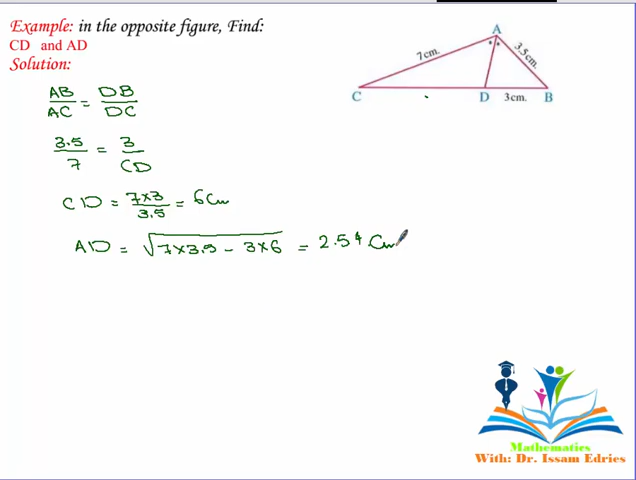 Example: in the opposite figure, Find:
CD and AD
Solution:
A
7cm.
3.5cm.
C
D
3cm.
B
AB/AC = DB/DC
3.5/7 = 3/CD
CD = 7×3/3.5 = 6Cm
AD = √7×3.5 - 3×6 = 2.54 Cm
Mathematics
With: Dr. Issam Edries